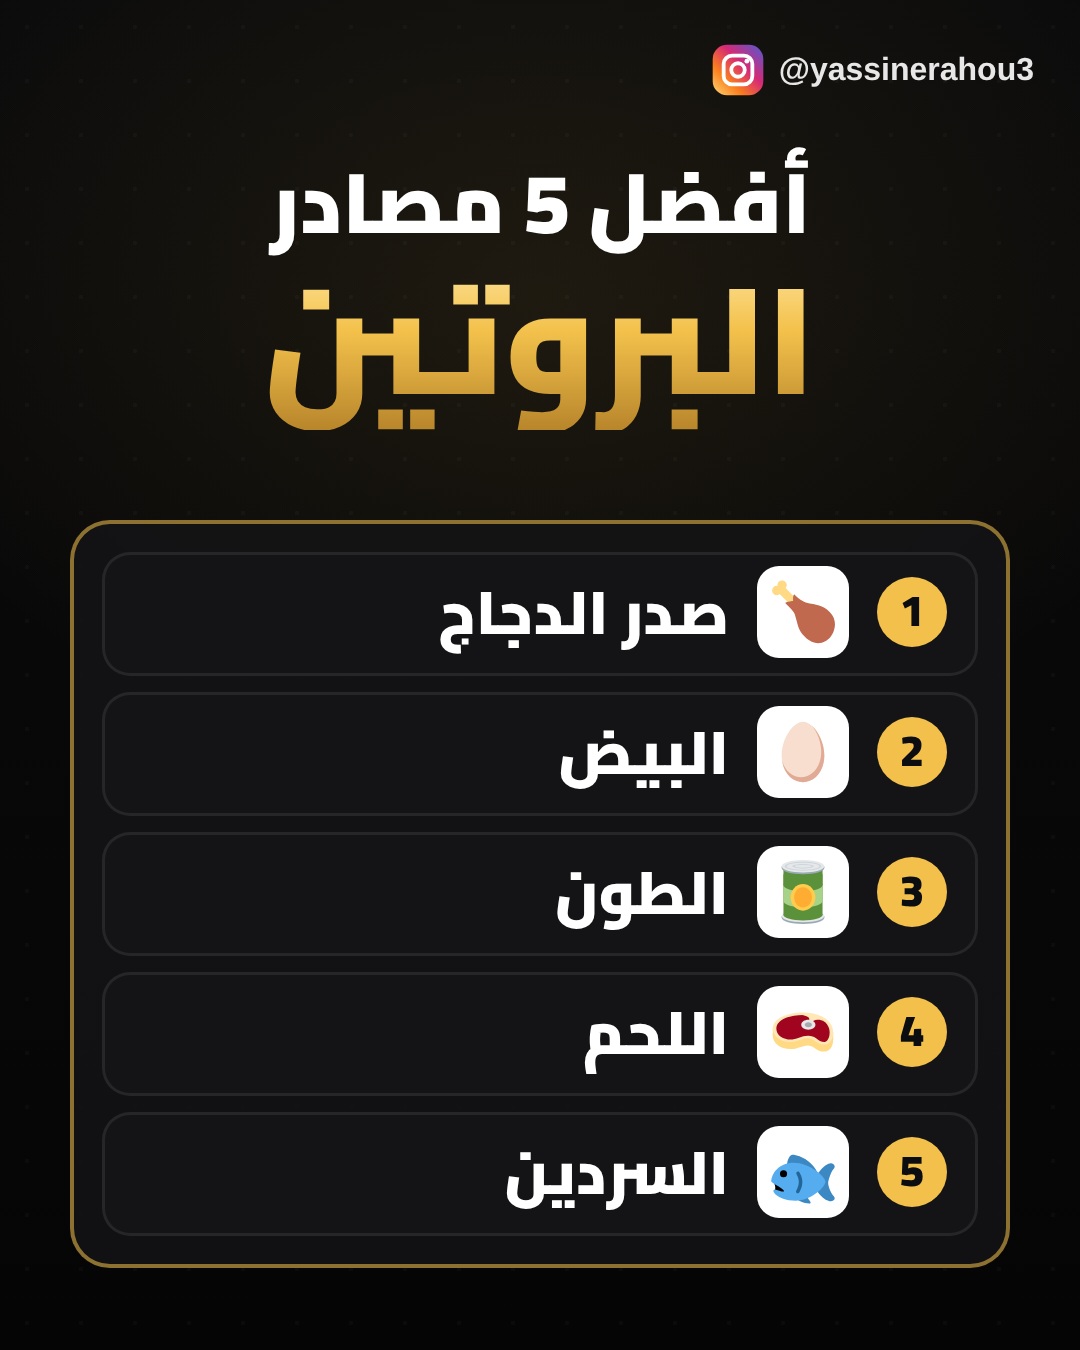 @yassinerahou3
أفضل 5 مصادر
البروتين
1 صدر الدجاج
2 البيض
3 الطون
4 اللحم
5 السردين